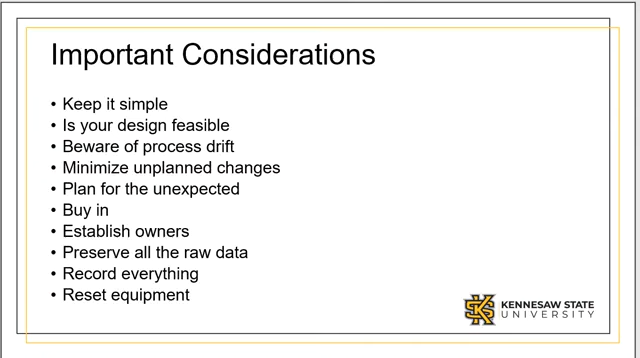 Important Considerations
• Keep it simple
• Is your design feasible
• Beware of process drift
• Minimize unplanned changes
• Plan for the unexpected
• Buy in
• Establish owners
• Preserve all the raw data
• Record everything
• Reset equipment
KENNESAW STATE
UNIVERSITY